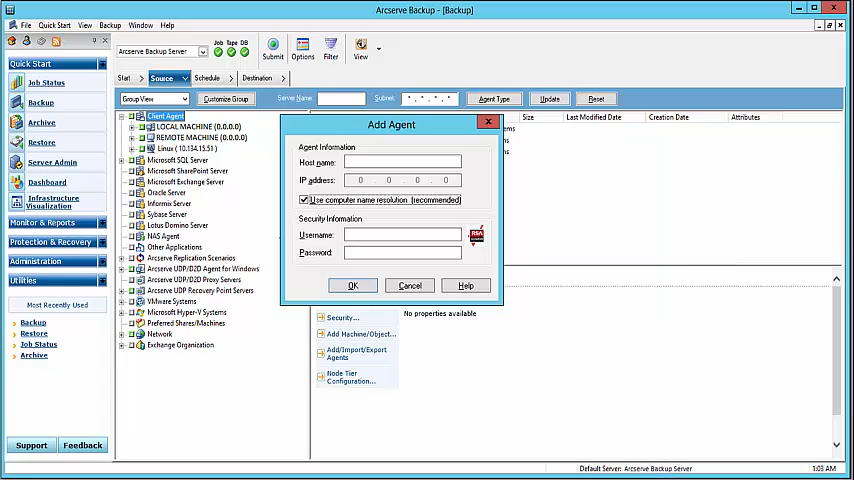 Arcserve Backup - [Backup]
File Quick Start View Backup Window Help
Arcserve Backup Server
Job Tape DB
Submit Options Filter View
Quick Start
Start Source Schedule Destination
Group View Customize Group Server Name Subnet *. *. *. * Agent Type Update Reset
Job Status
Backup
Archive
Restore
Server Admin
Dashboard
Infrastructure
Visualization
Monitor & Reports
Protection & Recovery
Administration
Utilities
Most Recently Used
Backup
Restore
Job Status
Archive
Support Feedback
Client Agent
LOCAL MACHINE (0.0.0.0)
REMOTE MACHINE (0.0.0.0)
Linux ( 10.134.15.51 )
Microsoft SQL Server
Microsoft SharePoint Server
Microsoft Exchange Server
Oracle Server
Informix Server
Sybase Server
Lotus Domino Server
NAS Agent
Other Applications
Arcserve Replication Scenarios
Arcserve UDP/D2D Agent for Windows
Arcserve UDP/D2D Proxy Servers
Arcserve UDP Recovery Point Servers
VMware Systems
Microsoft Hyper-V Systems
Preferred Shares/Machines
Network
Exchange Organization
Size Last Modified Date Creation Date Attributes
Add Agent
Agent Information
Host name:
IP address: 0 . 0 . 0 . 0
Use computer name resolution (recommended)
Security Information
Username:
RSA
Password:
OK Cancel Help
Security...
No properties available
Add Machine/Object...
Add/Import/Export
Agents
Node Tier
Configuration...
Default Server: Arcserve Backup Server 1:03 AM